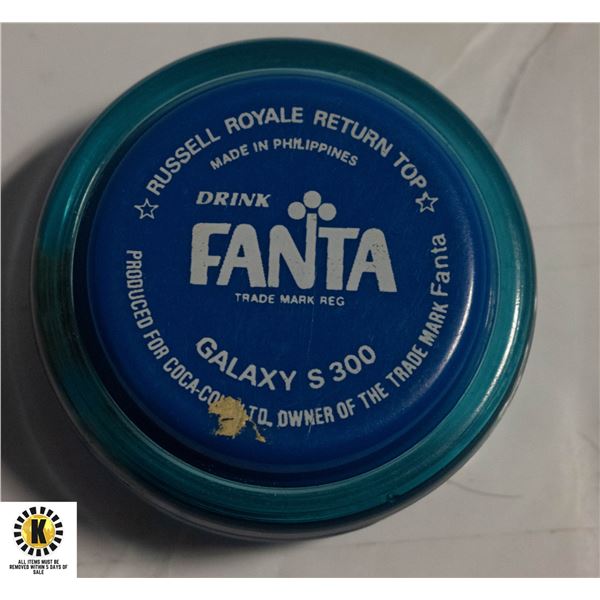 ☆ RUSSELL ROYALE RETURN TOP ☆
MADE IN PHILIPPINES
DRINK
FANTA
TRADE MARK REG
GALAXY S 300
PRODUCED FOR COCA-CO TD. OWNER OF THE TRADE MARK Fanta
K
ALL ITEMS MUST BE
REMOVED WITHIN 5 DAYS OF
SALE